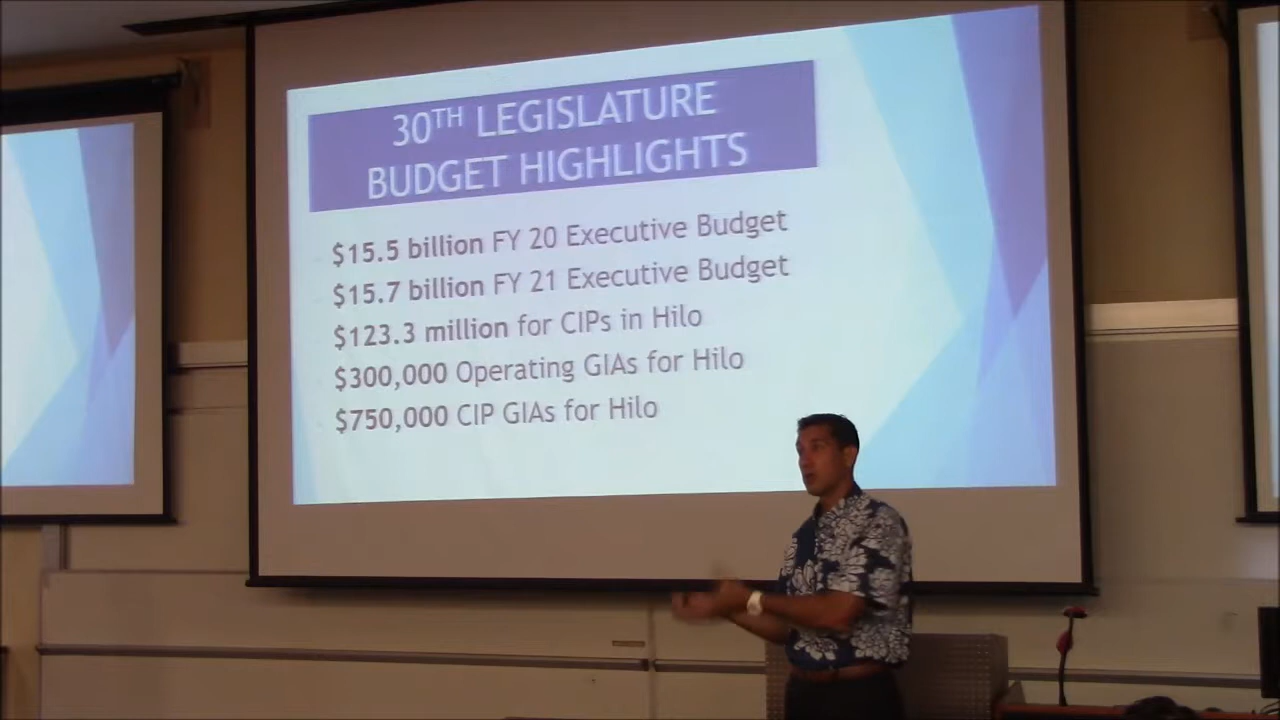 30TH LEGISLATURE
BUDGET HIGHLIGHTS
$15.5 billion FY 20 Executive Budget
$15.7 billion FY 21 Executive Budget
$123.3 million for CIPs in Hilo
$300,000 Operating GIAs for Hilo
$750,000 CIP GIAs for Hilo